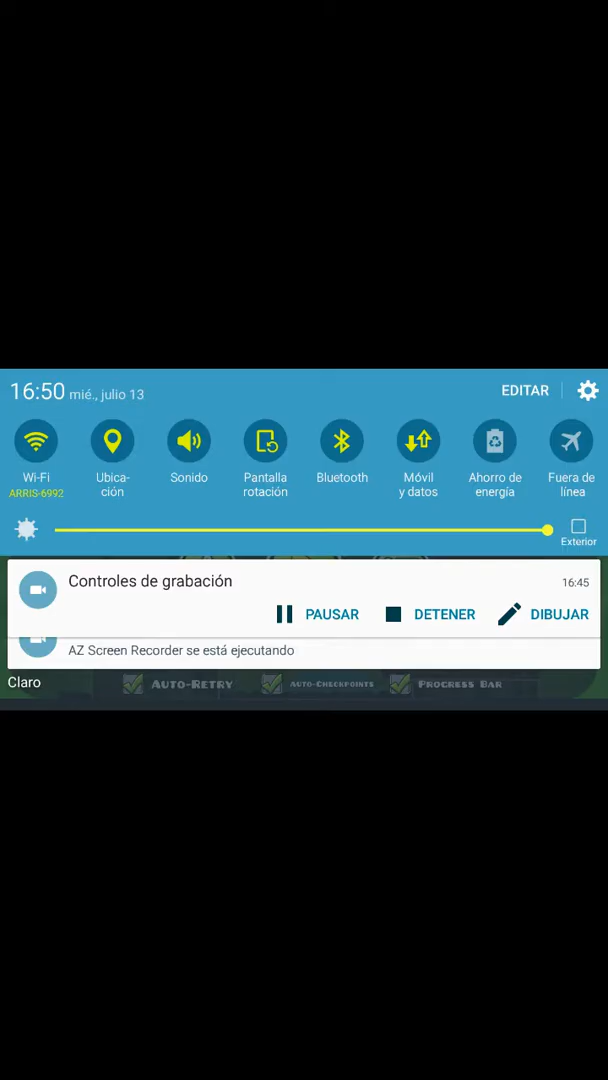 16:50 mié., julio 13
EDITAR
Wi-Fi
ARRIS-6992
Ubica-
ción
Sonido
Pantalla
rotación
Bluetooth
Móvil
y datos
Ahorro de
energía
Fuera de
línea
Exterior
Controles de grabación
16:45
PAUSAR
DETENER
DIBUJAR
AZ Screen Recorder se está ejecutando
Claro
Auto-Retry
Auto-Checkpoints
Progress Bar